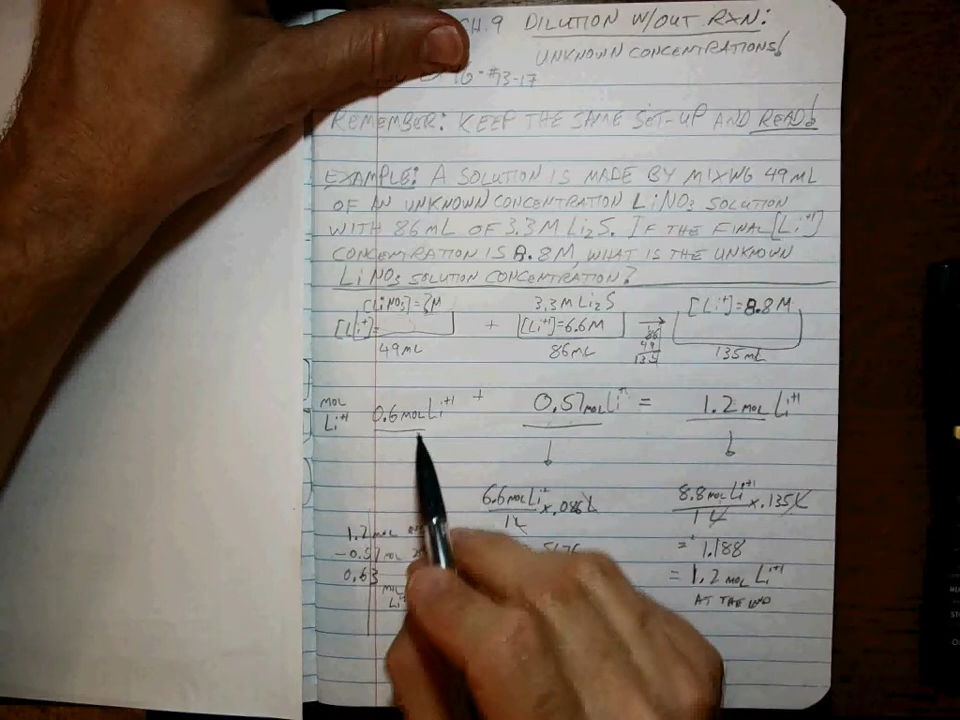 CH.9 DILUTION W/OUT RXN:
UNKNOWN CONCENTRATIONS!
#13-17
REMEMBER: KEEP THE SAME SET-UP AND READ!
EXAMPLE: A SOLUTION IS MADE BY MIXING 49mL
OF AN UNKNOWN CONCENTRATION LiNO3 SOLUTION
WITH 86mL OF 3.3M Li2S. IF THE FINAL [Li+1]
CONCENTRATION IS 8.8M, WHAT IS THE UNKNOWN
LiNO3 SOLUTION CONCENTRATION?
[LiNO3]=?M 3.3M Li2S [Li+1]=8.8M
[Li+1]= + [Li+1]=6.6M →
49mL 86mL 86 49 135 135mL
MOL Li+1 0.6 MOL Li+1 + 0.57 MOL Li+ = 1.2 MOL Li+1
6.6 MOL Li+ / 1L × .086L 8.8 MOL Li+1 / 1L × .135L
1.2 MOL
-0.57 MOL = 1.188
0.63 MOL = 1.2 MOL Li+1
AT THE END